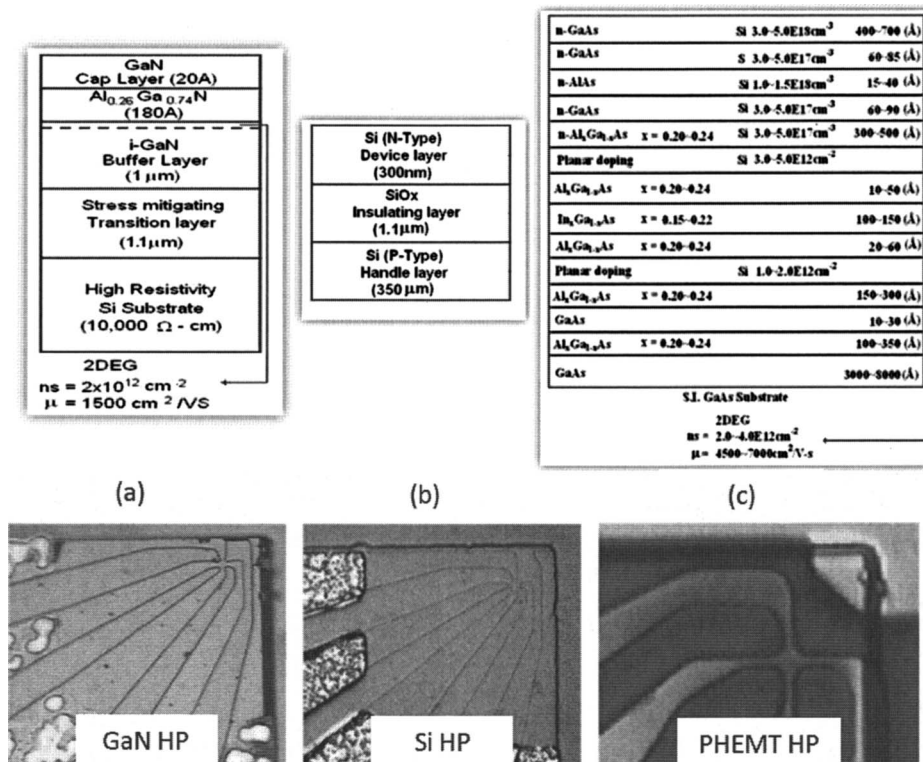 GaN
Cap Layer (20A)
Al0.26 Ga0.74N
(180A)
i-GaN
Buffer Layer
(1 μm)
Stress mitigating
Transition layer
(1.1μm)
High Resistivity
Si Substrate
(10,000 Ω - cm)
2DEG
ns = 2x10^12 cm^-2
μ = 1500 cm^2 /VS
(a)
Si (N-Type)
Device layer
(300nm)
SiOx
Insulating layer
(1.1μm)
Si (P-Type)
Handle layer
(350 μm)
(b)
n-GaAs Si 3.0~5.0E18cm^-3 400~700 (Å)
n-GaAs S 3.0~5.0E17cm^-3 60~85 (Å)
n-AlAs Si 1.0~1.5E18cm^-3 15~40 (Å)
n-GaAs Si 3.0~5.0E17cm^-3 60~90 (Å)
n-AlxGa1-xAs x = 0.20~0.24 Si 3.0~5.0E17cm^-3 300~500 (Å)
Planar doping Si 3.0~5.0E12cm^-2
AlxGa1-xAs x = 0.20~0.24 10~50 (Å)
InxGa1-xAs x = 0.15~0.22 100~150 (Å)
AlxGa1-xAs x = 0.20~0.24 20~60 (Å)
Planar doping Si 1.0~2.0E12cm^-2
AlxGa1-xAs x = 0.20~0.24 150~300 (Å)
GaAs 10~30 (Å)
AlxGa1-xAs x = 0.20~0.24 100~350 (Å)
GaAs 3000~8000 (Å)
S.I. GaAs Substrate
2DEG
ns = 2.0~4.0E12cm^-2
μ = 4500~7000cm^2/V-s
(c)
GaN HP
Si HP
PHEMT HP